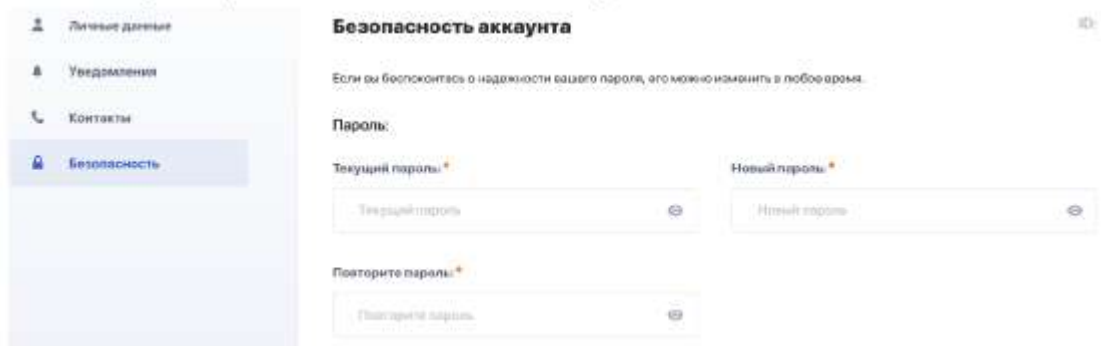 Личные данные
Уведомления
Контакты
Безопасность
Безопасность аккаунта
ID:
Если вы беспокоитесь о надежности вашего пароля, его можно изменить в любое время.
Пароль:
Текущий пароль: *
Новый пароль: *
Текущий пароль
Новый пароль
Повторите пароль: *
Повторите пароль